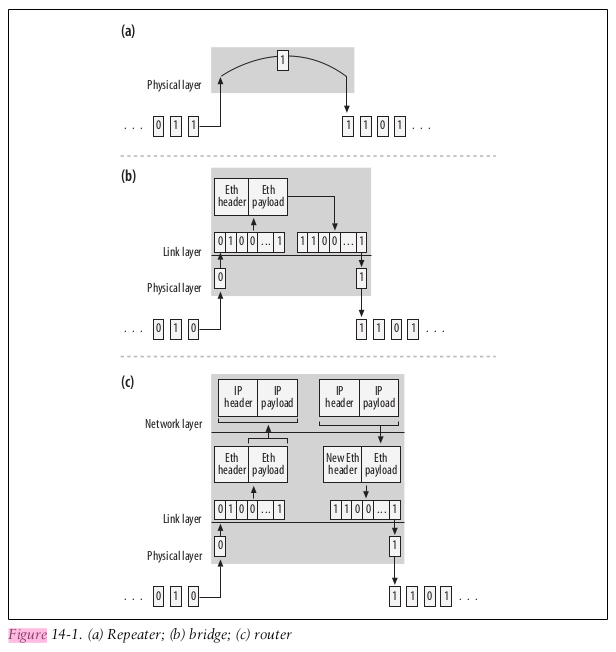 (a)
1
Physical layer
. . . 0 1 1
1 1 0 1 . . .
(b)
Eth header Eth payload
0 1 0 0 ... 1 1 1 0 0 ... 1
Link layer
0 1
Physical layer
. . . 0 1 0
1 1 0 1 . . .
(c)
IP header IP payload IP header IP payload
Network layer
Eth header Eth payload New Eth header Eth payload
0 1 0 0 ... 1 1 1 0 0 ... 1
Link layer
0 1
Physical layer
. . . 0 1 0
1 1 0 1 . . .
Figure 14-1. (a) Repeater; (b) bridge; (c) router